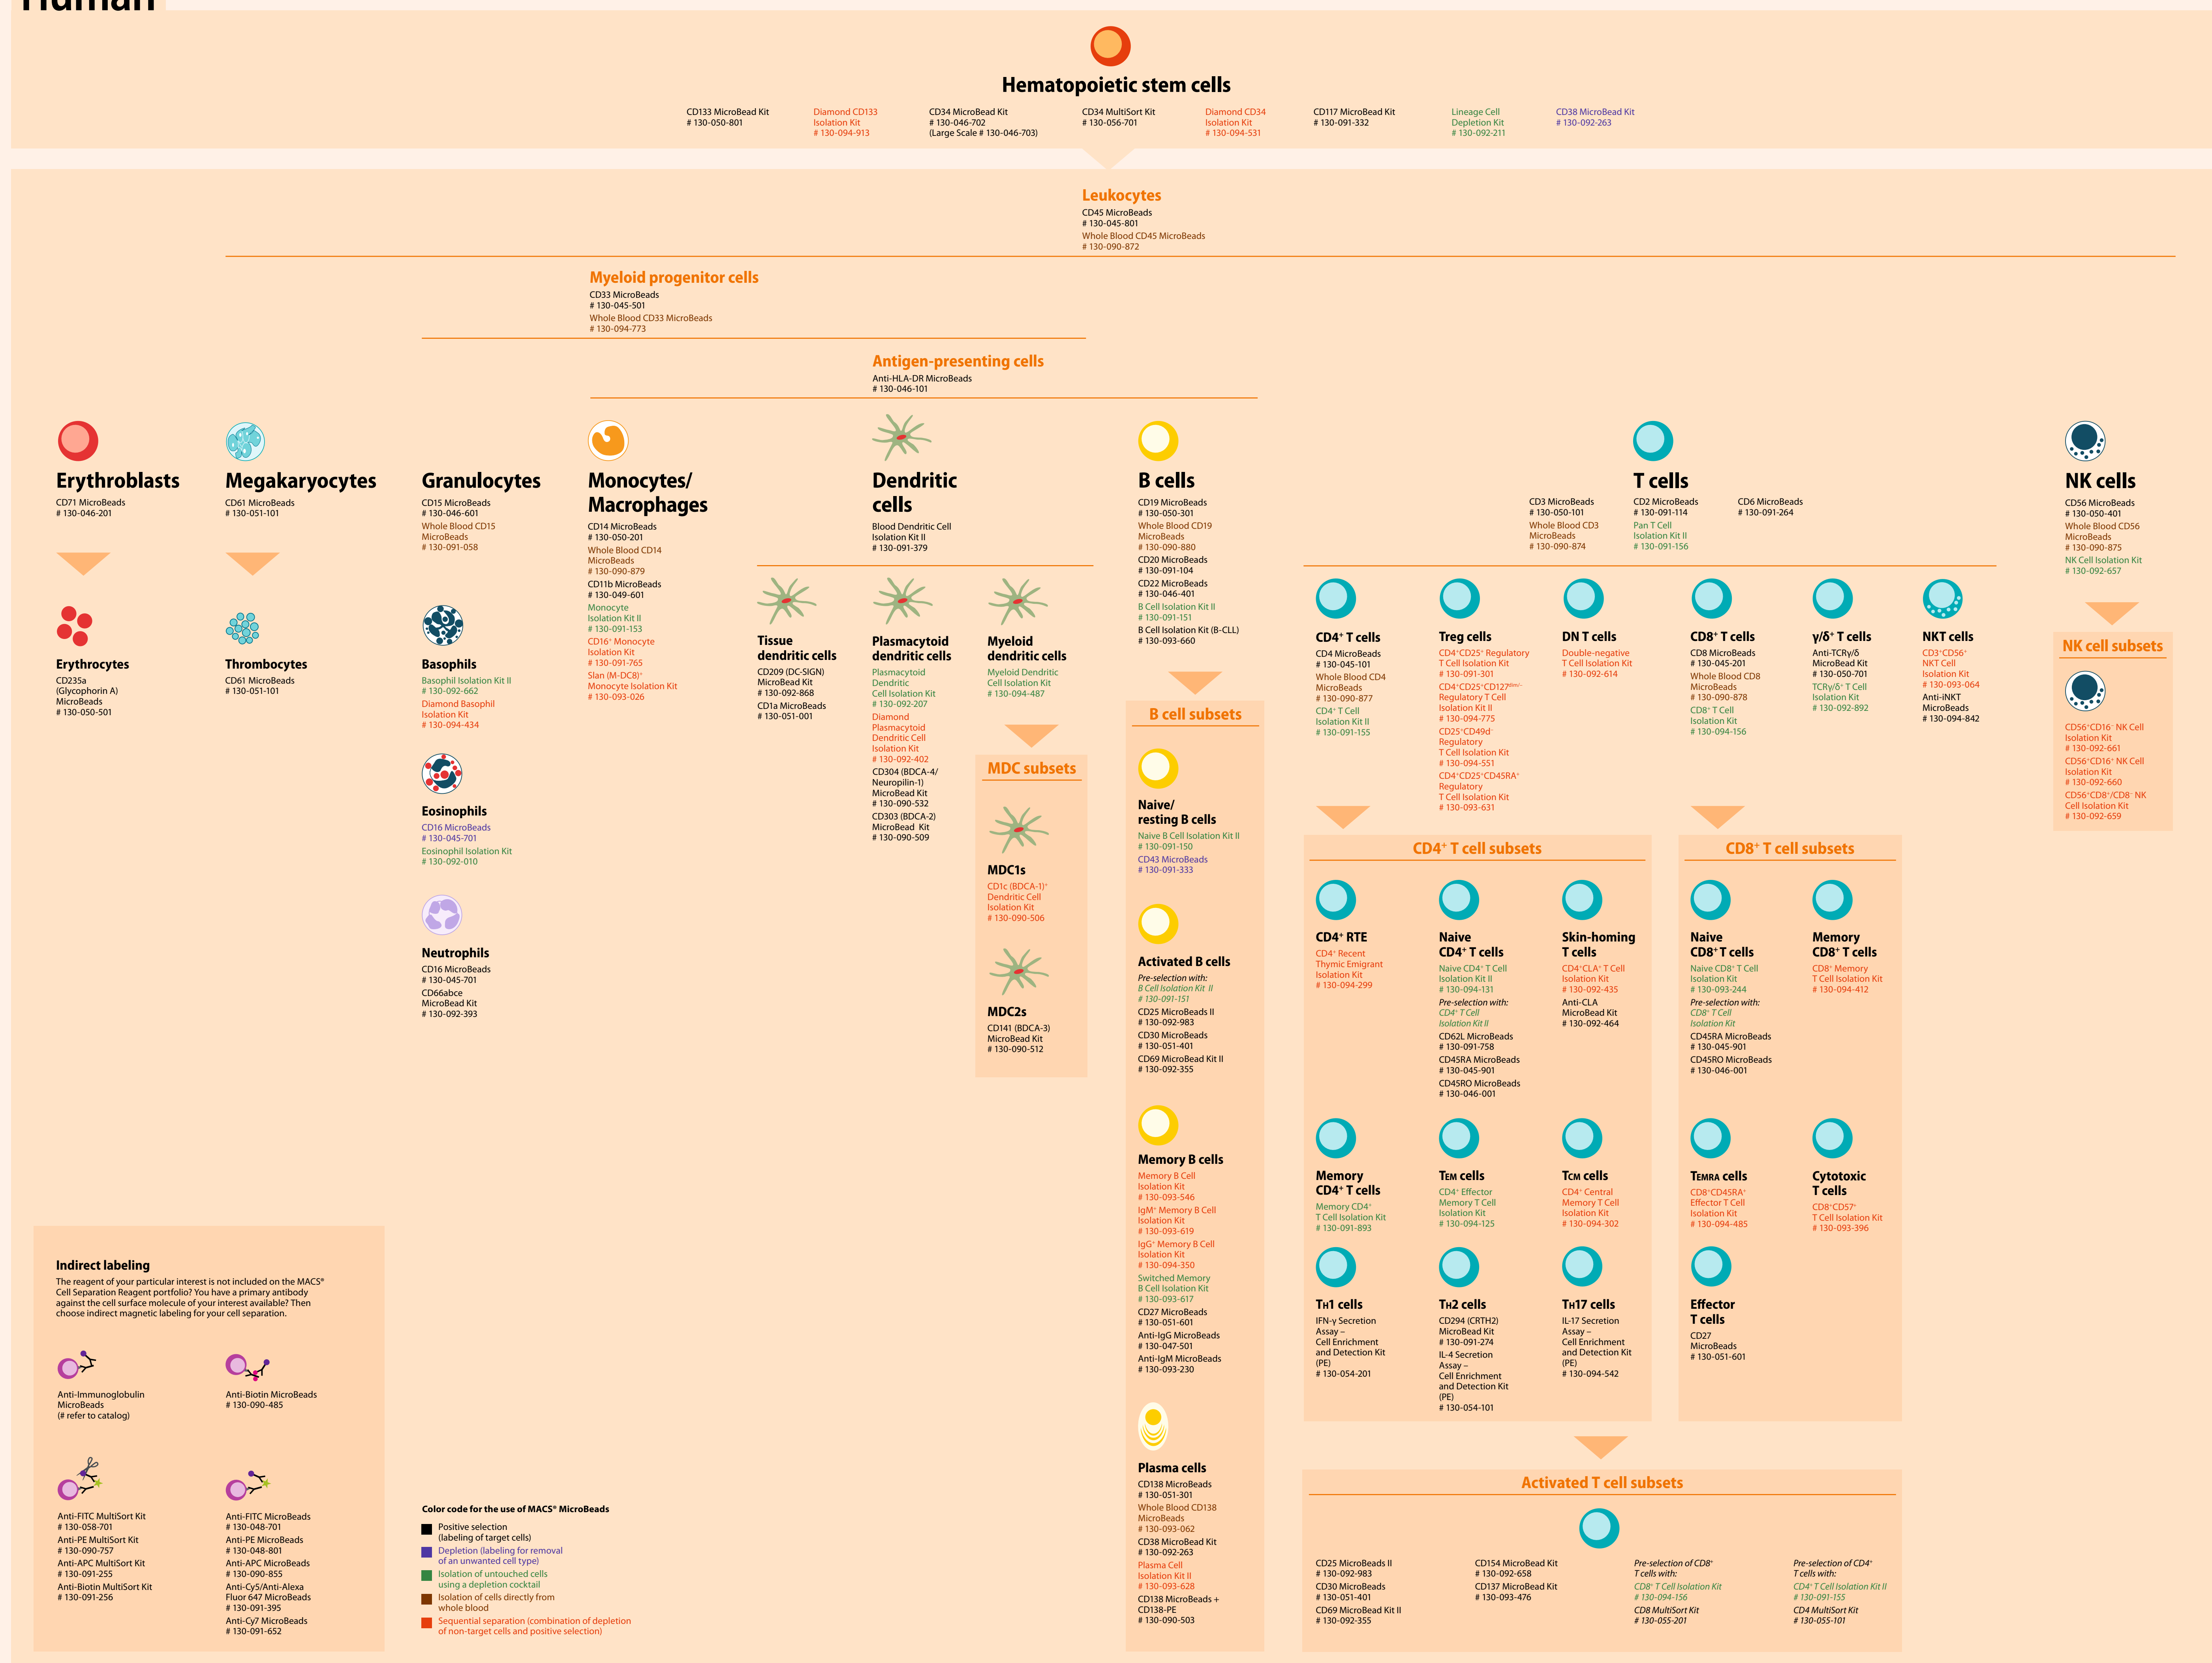 Human
Hematopoietic stem cells
CD133 MicroBead Kit
# 130-050-801
Diamond CD133
Isolation Kit
# 130-094-913
CD34 MicroBead Kit
# 130-046-702
(Large Scale # 130-046-703)
CD34 MultiSort Kit
# 130-056-701
Diamond CD34
Isolation Kit
# 130-094-531
CD117 MicroBead Kit
# 130-091-332
Lineage Cell
Depletion Kit
# 130-092-211
CD38 MicroBead Kit
# 130-092-263
Leukocytes
CD45 MicroBeads
# 130-045-801
Whole Blood CD45 MicroBeads
# 130-090-872
Myeloid progenitor cells
CD33 MicroBeads
# 130-045-501
Whole Blood CD33 MicroBeads
# 130-094-773
Antigen-presenting cells
Anti-HLA-DR MicroBeads
# 130-046-101
Erythroblasts
CD71 MicroBeads
# 130-046-201
Erythrocytes
CD235a
(Glycophorin A)
MicroBeads
# 130-050-501
Megakaryocytes
CD61 MicroBeads
# 130-051-101
Thrombocytes
CD61 MicroBeads
# 130-051-101
Granulocytes
CD15 MicroBeads
# 130-046-601
Whole Blood CD15
MicroBeads
# 130-091-058
Basophils
Basophil Isolation Kit II
# 130-092-662
Diamond Basophil
Isolation Kit
# 130-094-434
Eosinophils
CD16 MicroBeads
# 130-045-701
Eosinophil Isolation Kit
# 130-092-010
Neutrophils
CD16 MicroBeads
# 130-045-701
CD66abce
MicroBead Kit
# 130-092-393
Monocytes/
Macrophages
CD14 MicroBeads
# 130-050-201
Whole Blood CD14
MicroBeads
# 130-090-879
CD11b MicroBeads
# 130-049-601
Monocyte
Isolation Kit II
# 130-091-153
CD16⁺ Monocyte
Isolation Kit
# 130-091-765
Slan (M-DC8)⁺
Monocyte Isolation Kit
# 130-093-026
Dendritic
cells
Blood Dendritic Cell
Isolation Kit II
# 130-091-379
Tissue
dendritic cells
CD209 (DC-SIGN)
MicroBead Kit
# 130-092-868
CD1a MicroBeads
# 130-051-001
Plasmacytoid
dendritic cells
Plasmacytoid
Dendritic
Cell Isolation Kit
# 130-092-207
Diamond
Plasmacytoid
Dendritic Cell
Isolation Kit
# 130-092-402
CD304 (BDCA-4/
Neuropilin-1)
MicroBead Kit
# 130-090-532
CD303 (BDCA-2)
MicroBead Kit
# 130-090-509
Myeloid
dendritic cells
Myeloid Dendritic
Cell Isolation Kit
# 130-094-487
MDC subsets
MDC1s
CD1c (BDCA-1)⁺
Dendritic Cell
Isolation Kit
# 130-090-506
MDC2s
CD141 (BDCA-3)
MicroBead Kit
# 130-090-512
B cells
CD19 MicroBeads
# 130-050-301
Whole Blood CD19
MicroBeads
# 130-090-880
CD20 MicroBeads
# 130-091-104
CD22 MicroBeads
# 130-046-401
B Cell Isolation Kit II
# 130-091-151
B Cell Isolation Kit (B-CLL)
# 130-093-660
B cell subsets
Naive/
resting B cells
Naive B Cell Isolation Kit II
# 130-091-150
CD43 MicroBeads
# 130-091-333
Activated B cells
Pre-selection with:
B Cell Isolation Kit II
# 130-091-151
CD25 MicroBeads II
# 130-092-983
CD30 MicroBeads
# 130-051-401
CD69 MicroBead Kit II
# 130-092-355
Memory B cells
Memory B Cell
Isolation Kit
# 130-093-546
IgM⁺ Memory B Cell
Isolation Kit
# 130-093-619
IgG⁺ Memory B Cell
Isolation Kit
# 130-094-350
Switched Memory
B Cell Isolation Kit
# 130-093-617
CD27 MicroBeads
# 130-051-601
Anti-IgG MicroBeads
# 130-047-501
Anti-IgM MicroBeads
# 130-093-230
Plasma cells
CD138 MicroBeads
# 130-051-301
Whole Blood CD138
MicroBeads
# 130-093-062
CD38 MicroBead Kit
# 130-092-263
Plasma Cell
Isolation Kit II
# 130-093-628
CD138 MicroBeads +
CD138-PE
# 130-090-503
T cells
CD3 MicroBeads
# 130-050-101
Whole Blood CD3
MicroBeads
# 130-090-874
CD2 MicroBeads
# 130-091-114
Pan T Cell
Isolation Kit II
# 130-091-156
CD6 MicroBeads
# 130-091-264
CD4⁺ T cells
CD4 MicroBeads
# 130-045-101
Whole Blood CD4
MicroBeads
# 130-090-877
CD4⁺ T Cell
Isolation Kit II
# 130-091-155
Treg cells
CD4⁺CD25⁺ Regulatory
T Cell Isolation Kit
# 130-091-301
CD4⁺CD25⁺CD127dim/–
Regulatory T Cell
Isolation Kit II
# 130-094-775
CD25⁺CD49d⁻
Regulatory
T Cell Isolation Kit
# 130-094-551
CD4⁺CD25⁺CD45RA⁺
Regulatory
T Cell Isolation Kit
# 130-093-631
DN T cells
Double-negative
T Cell Isolation Kit
# 130-092-614
CD8⁺ T cells
CD8 MicroBeads
# 130-045-201
Whole Blood CD8
MicroBeads
# 130-090-878
CD8⁺ T Cell
Isolation Kit
# 130-094-156
γ/δ⁺ T cells
Anti-TCRγ/δ
MicroBead Kit
# 130-050-701
TCRγ/δ⁺ T Cell
Isolation Kit
# 130-092-892
NKT cells
CD3⁺CD56⁺
NKT Cell
Isolation Kit
# 130-093-064
Anti-iNKT
MicroBeads
# 130-094-842
CD4⁺ T cell subsets
CD4⁺ RTE
CD4⁺ Recent
Thymic Emigrant
Isolation Kit
# 130-094-299
Naive
CD4⁺ T cells
Naive CD4⁺ T Cell
Isolation Kit II
# 130-094-131
Pre-selection with:
CD4⁺ T Cell
Isolation Kit II
CD62L MicroBeads
# 130-091-758
CD45RA MicroBeads
# 130-045-901
CD45RO MicroBeads
# 130-046-001
Skin-homing
T cells
CD4⁺CLA⁺ T Cell
Isolation Kit
# 130-092-435
Anti-CLA
MicroBead Kit
# 130-092-464
Memory
CD4⁺ T cells
Memory CD4⁺
T Cell Isolation Kit
# 130-091-893
TEM cells
CD4⁺ Effector
Memory T Cell
Isolation Kit
# 130-094-125
TCM cells
CD4⁺ Central
Memory T Cell
Isolation Kit
# 130-094-302
TH1 cells
IFN-γ Secretion
Assay –
Cell Enrichment
and Detection Kit
(PE)
# 130-054-201
TH2 cells
CD294 (CRTH2)
MicroBead Kit
# 130-091-274
IL-4 Secretion
Assay –
Cell Enrichment
and Detection Kit
(PE)
# 130-054-101
TH17 cells
IL-17 Secretion
Assay –
Cell Enrichment
and Detection Kit
(PE)
# 130-094-542
CD8⁺ T cell subsets
Naive
CD8⁺ T cells
Naive CD8⁺ T Cell
Isolation Kit
# 130-093-244
Pre-selection with:
CD8⁺ T Cell
Isolation Kit
CD45RA MicroBeads
# 130-045-901
CD45RO MicroBeads
# 130-046-001
Memory
CD8⁺ T cells
CD8⁺ Memory
T Cell Isolation Kit
# 130-094-412
TEMRA cells
CD8⁺CD45RA⁺
Effector T Cell
Isolation Kit
# 130-094-485
Cytotoxic
T cells
CD8⁺CD57⁺
T Cell Isolation Kit
# 130-093-396
Effector
T cells
CD27
MicroBeads
# 130-051-601
Activated T cell subsets
CD25 MicroBeads II
# 130-092-983
CD30 MicroBeads
# 130-051-401
CD69 MicroBead Kit II
# 130-092-355
CD154 MicroBead Kit
# 130-092-658
CD137 MicroBead Kit
# 130-093-476
Pre-selection of CD8⁺
T cells with:
CD8⁺ T Cell Isolation Kit
# 130-094-156
CD8 MultiSort Kit
# 130-055-201
Pre-selection of CD4⁺
T cells with:
CD4⁺ T Cell Isolation Kit II
# 130-091-155
CD4 MultiSort Kit
# 130-055-101
NK cells
CD56 MicroBeads
# 130-050-401
Whole Blood CD56
MicroBeads
# 130-090-875
NK Cell Isolation Kit
# 130-092-657
NK cell subsets
CD56⁺CD16⁻ NK Cell
Isolation Kit
# 130-092-661
CD56⁺CD16⁺ NK Cell
Isolation Kit
# 130-092-660
CD56⁺CD8⁺/CD8⁻ NK
Cell Isolation Kit
# 130-092-659
Indirect labeling
The reagent of your particular interest is not included on the MACS®
Cell Separation Reagent portfolio? You have a primary antibody
against the cell surface molecule of your interest available? Then
choose indirect magnetic labeling for your cell separation.
Anti-Immunoglobulin
MicroBeads
(# refer to catalog)
Anti-Biotin MicroBeads
# 130-090-485
Anti-FITC MultiSort Kit
# 130-058-701
Anti-PE MultiSort Kit
# 130-090-757
Anti-APC MultiSort Kit
# 130-091-255
Anti-Biotin MultiSort Kit
# 130-091-256
Anti-FITC MicroBeads
# 130-048-701
Anti-PE MicroBeads
# 130-048-801
Anti-APC MicroBeads
# 130-090-855
Anti-Cy5/Anti-Alexa
Fluor 647 MicroBeads
# 130-091-395
Anti-Cy7 MicroBeads
# 130-091-652
Color code for the use of MACS® MicroBeads
Positive selection
(labeling of target cells)
Depletion (labeling for removal
of an unwanted cell type)
Isolation of untouched cells
using a depletion cocktail
Isolation of cells directly from
whole blood
Sequential separation (combination of depletion
of non-target cells and positive selection)